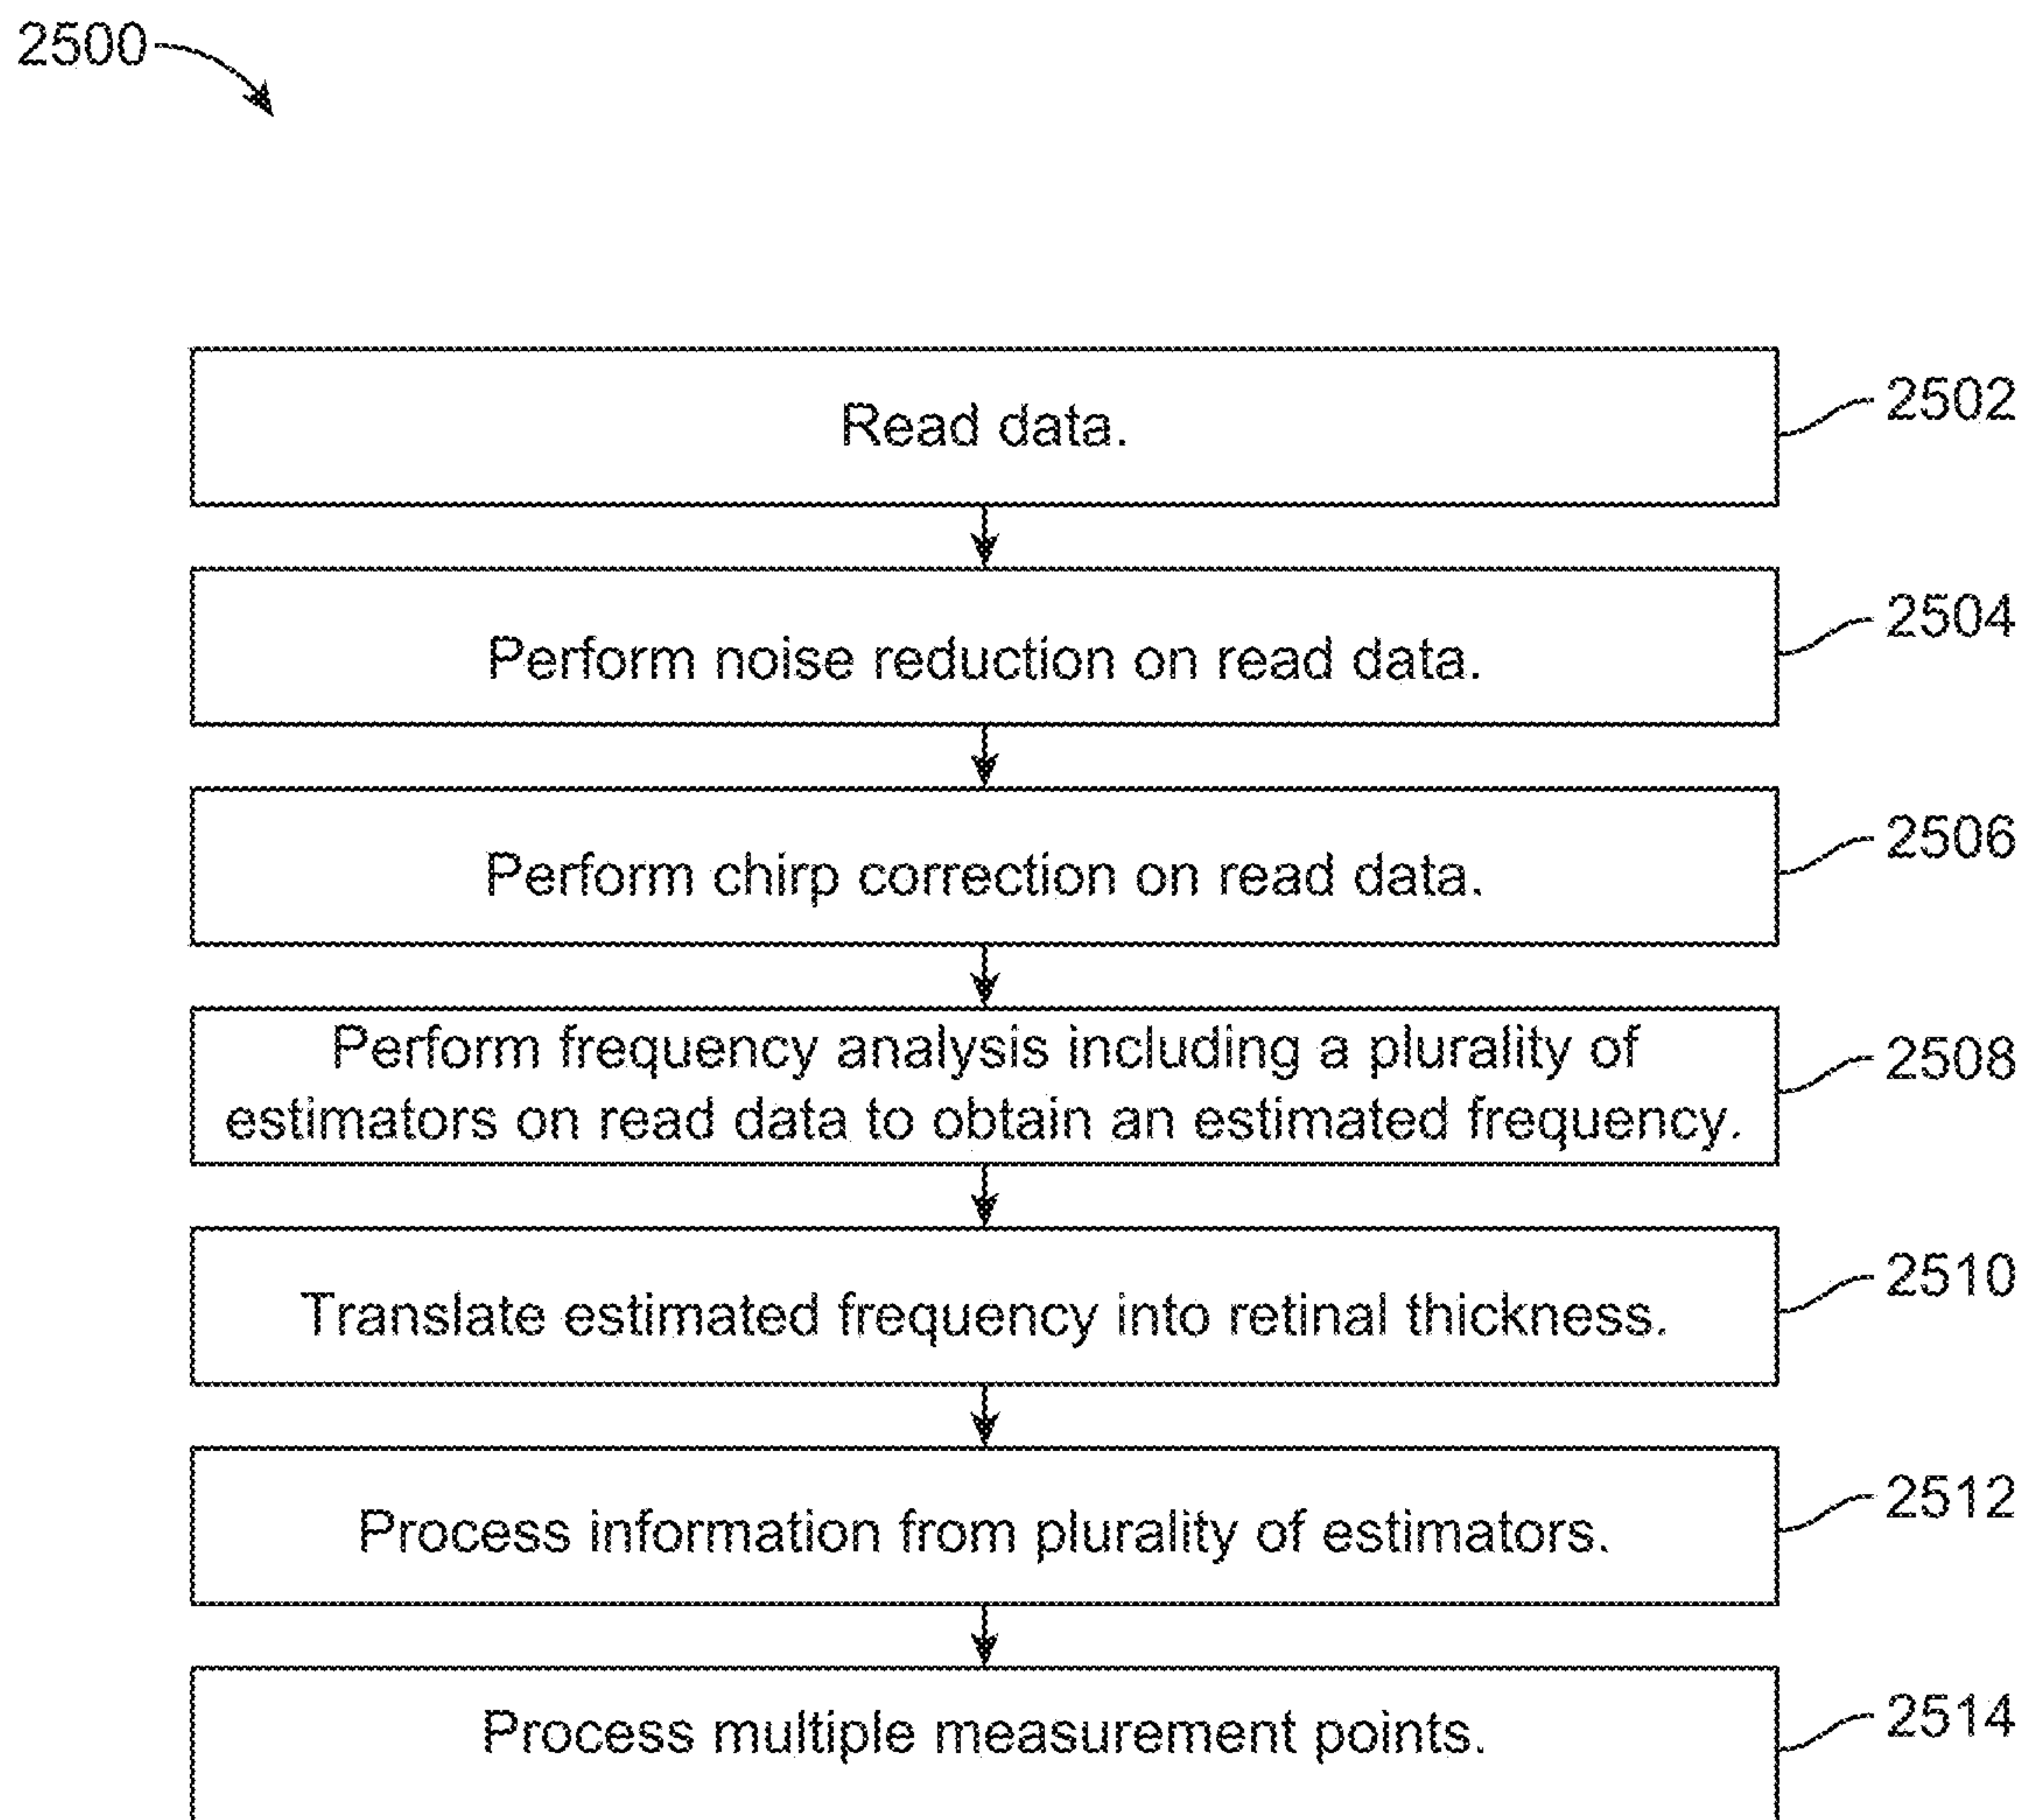 2500
Read data.
2502
Perform noise reduction on read data.
2504
Perform chirp correction on read data.
2506
Perform frequency analysis including a plurality of
estimators on read data to obtain an estimated frequency.
2508
Translate estimated frequency into retinal thickness.
2510
Process information from plurality of estimators.
2512
Process multiple measurement points.
2514